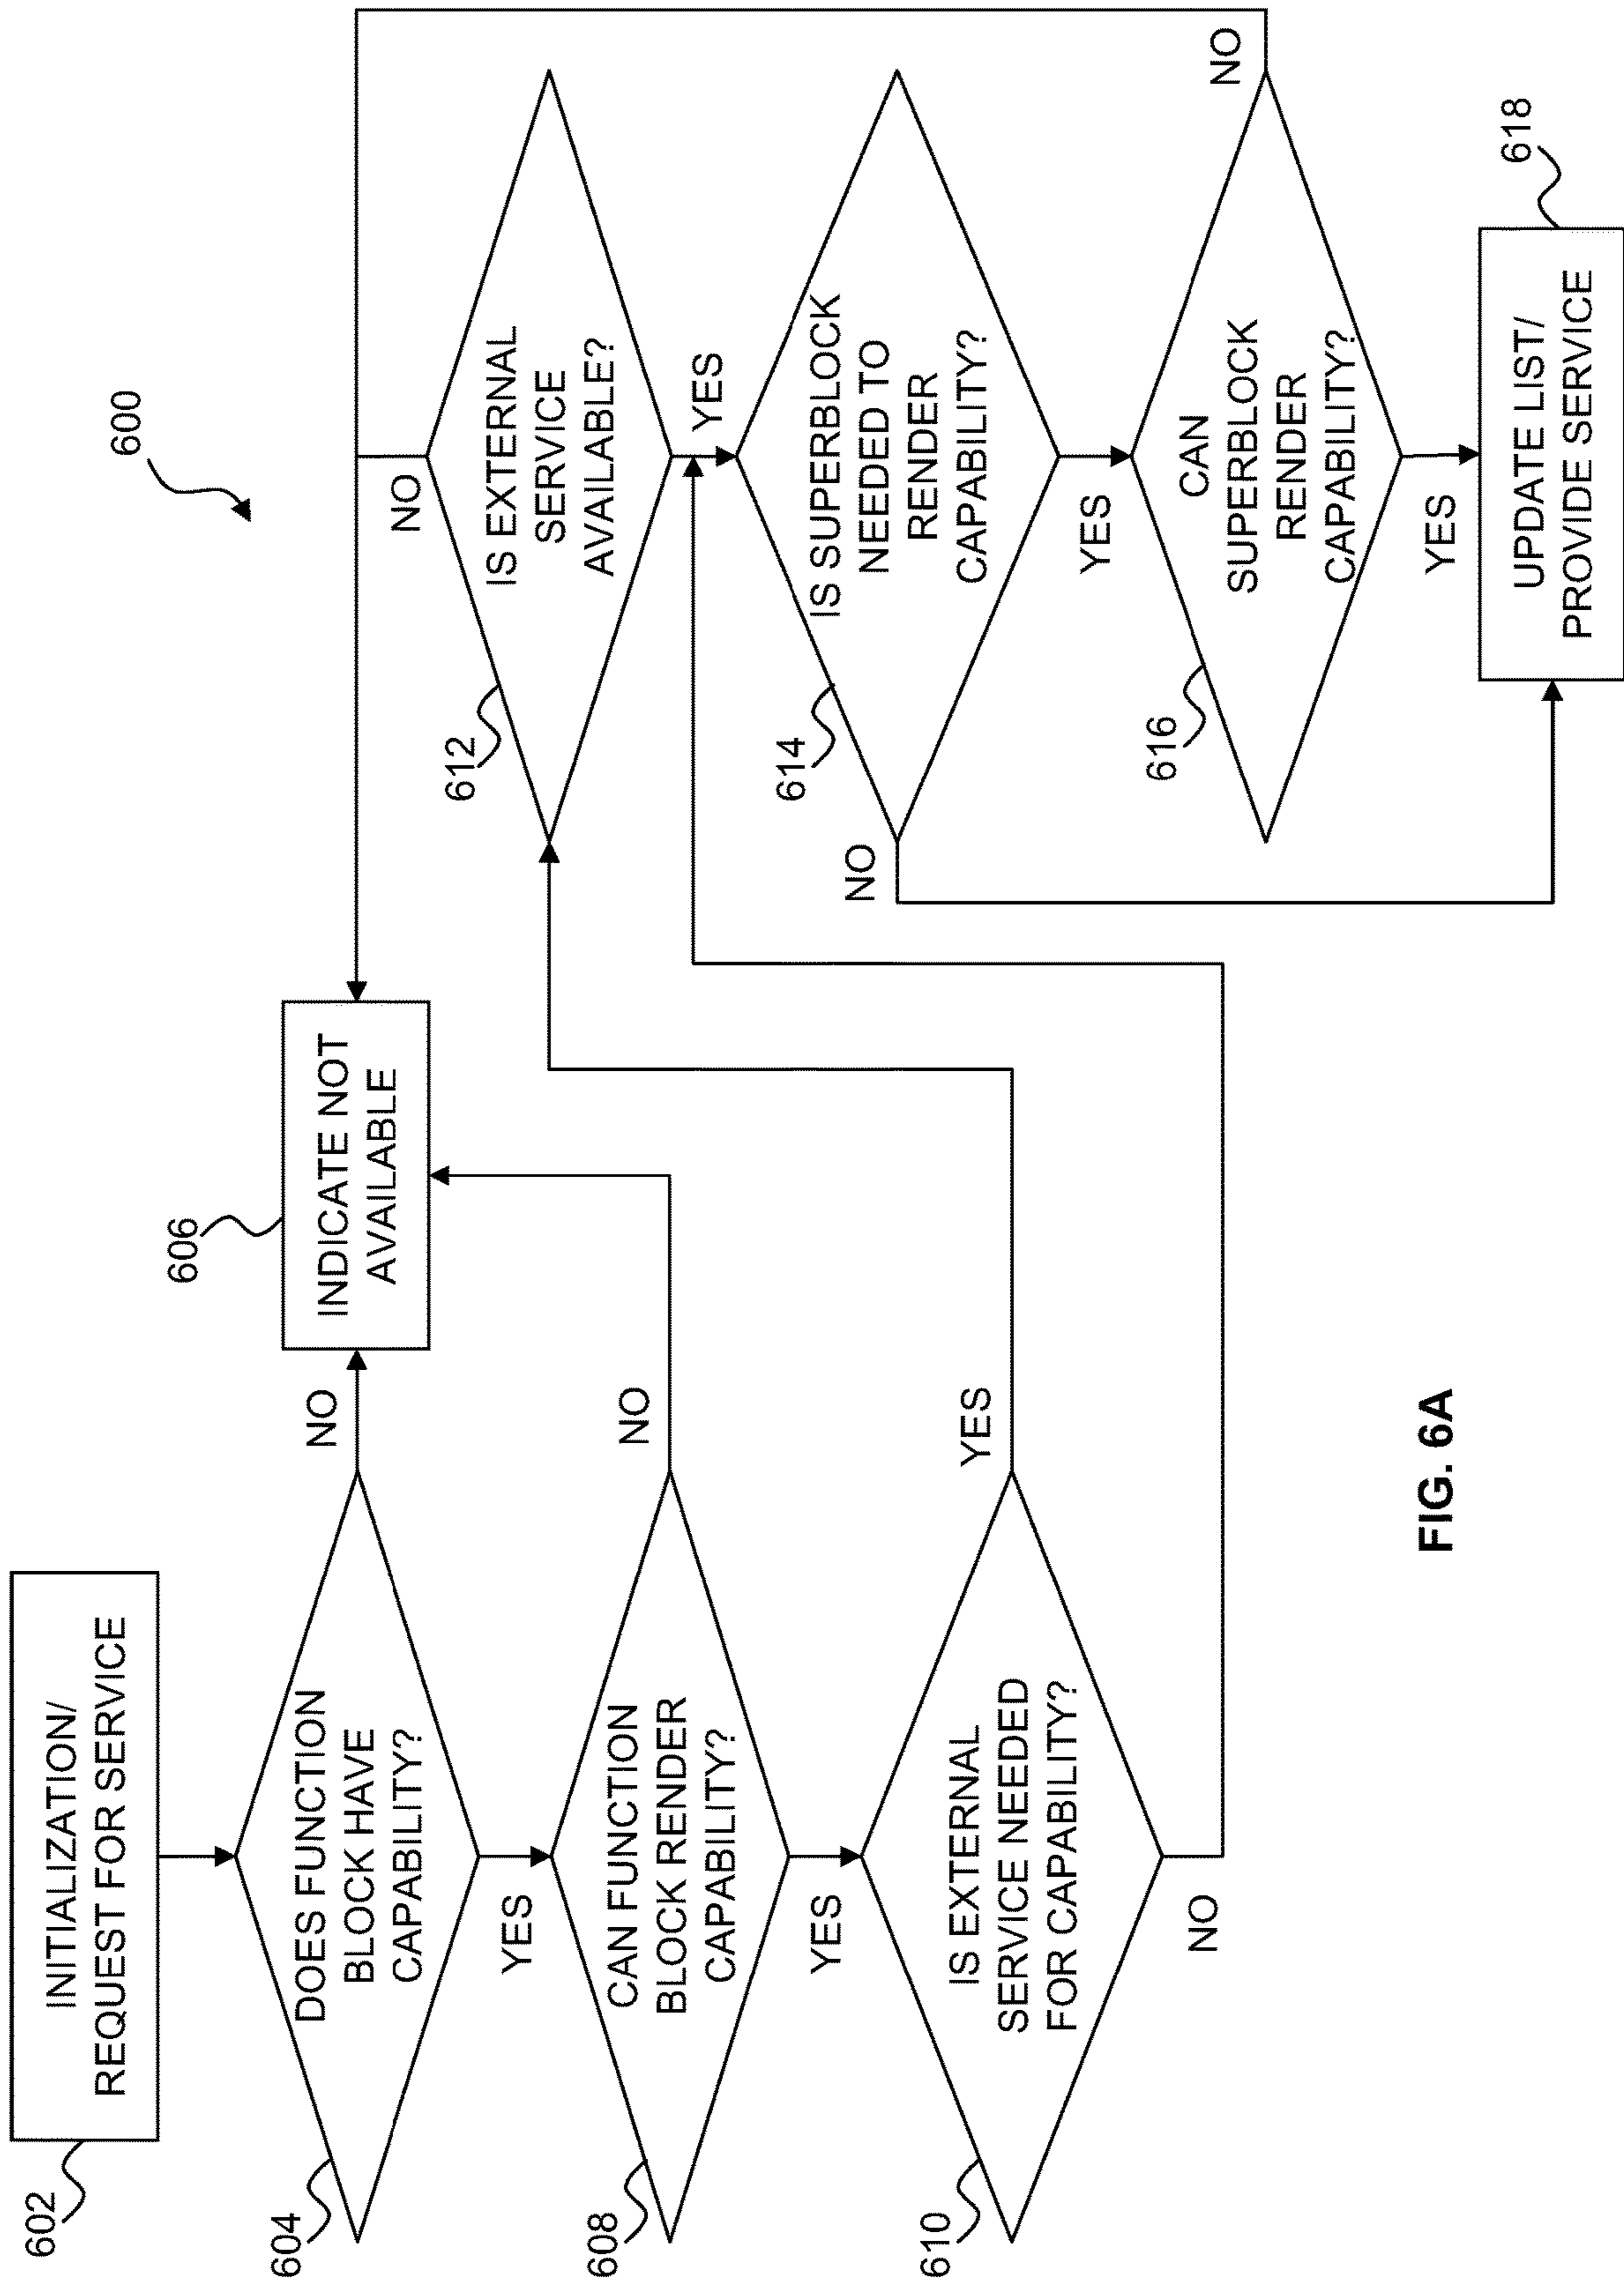 600
602
INITIALIZATION/
REQUEST FOR SERVICE
604
DOES FUNCTION
BLOCK HAVE
CAPABILITY?
NO
YES
606
INDICATE NOT
AVAILABLE
608
CAN FUNCTION
BLOCK RENDER
CAPABILITY?
NO
YES
610
IS EXTERNAL
SERVICE NEEDED
FOR CAPABILITY?
YES
NO
612
IS EXTERNAL
SERVICE
AVAILABLE?
NO
YES
614
IS SUPERBLOCK
NEEDED TO
RENDER
CAPABILITY?
NO
YES
616
CAN
SUPERBLOCK
RENDER
CAPABILITY?
NO
YES
618
UPDATE LIST/
PROVIDE SERVICE
FIG. 6A